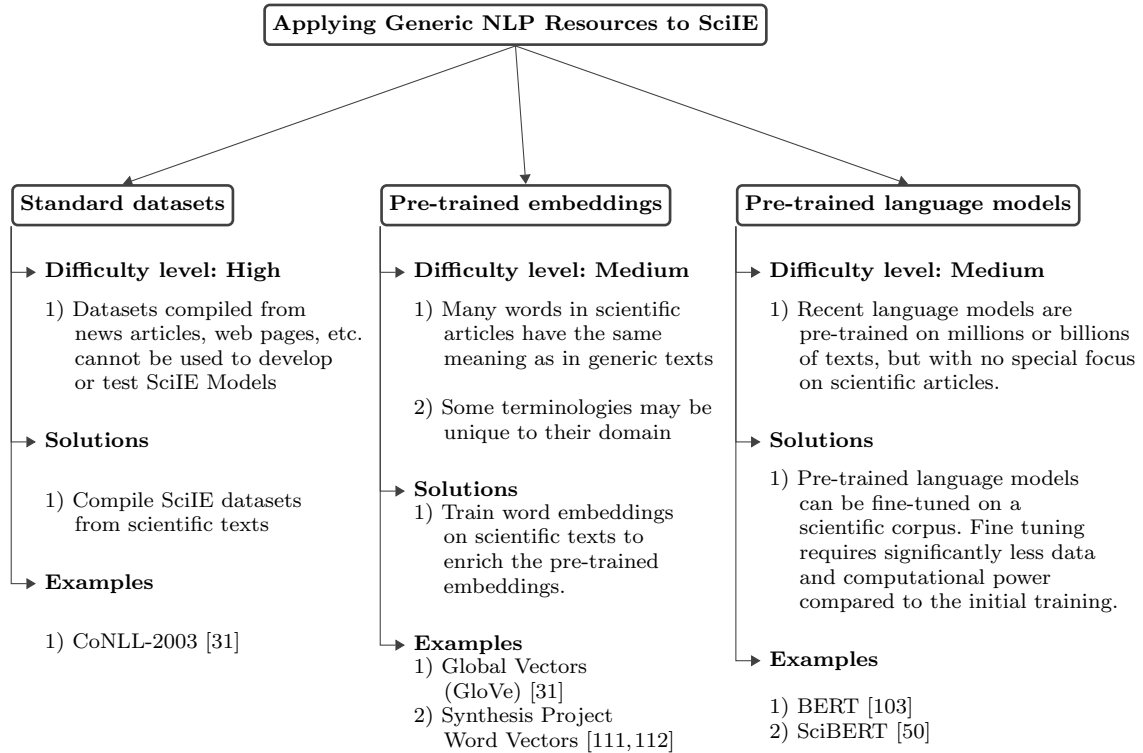 Applying Generic NLP Resources to SciIE
Standard datasets
Difficulty level: High
1) Datasets compiled from
news articles, web pages, etc.
cannot be used to develop
or test SciIE Models
Solutions
1) Compile SciIE datasets
from scientific texts
Examples
1) CoNLL-2003 [31]
Pre-trained embeddings
Difficulty level: Medium
1) Many words in scientific
articles have the same
meaning as in generic texts
2) Some terminologies may be
unique to their domain
Solutions
1) Train word embeddings
on scientific texts to
enrich the pre-trained
embeddings.
Examples
1) Global Vectors
(GloVe) [31]
2) Synthesis Project
Word Vectors [111,112]
Pre-trained language models
Difficulty level: Medium
1) Recent language models are
pre-trained on millions or billions
of texts, but with no special focus
on scientific articles.
Solutions
1) Pre-trained language models
can be fine-tuned on a
scientific corpus. Fine tuning
requires significantly less data
and computational power
compared to the initial training.
Examples
1) BERT [103]
2) SciBERT [50]